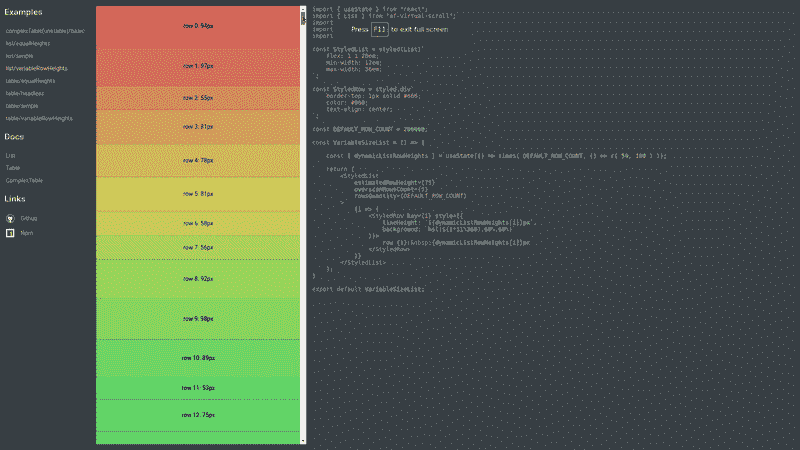 Examples
list/equalHeights
list/simple
list/variableRowHeights
table/equalHeights
table/headless
table/simple
table/variableRowHeights
Docs
List
Table
ComplexTable
Links
Github
Npm
row 0: 94px
row 1: 97px
row 2: 55px
row 3: 81px
row 4: 78px
row 5: 81px
row 6: 58px
row 7: 56px
row 8: 92px
row 9: 98px
row 10: 89px
row 11: 53px
row 12: 75px
import { useState } from "react";
import { List } from "af-virtual-scroll";
import
import
import
Press F11 to exit full screen
const StyledList = styled(List)`
flex: 1 1 20em;
min-width: 12em;
max-width: 36em;
`;
const StyledRow = styled.div`
border-top: 1px solid #666;
color: #000;
text-align: center;
`;
const DEFAULT_ROW_COUNT =
const VariableSizeList = () => {
const [ dynamicListRowHeights ] = useState(() => times( DEFAULT_ROW_COUNT, () => r( 50, 100 ) ));
return (
<StyledList
estimatedRowHeight={75}
overscanRowsCount={3}
rowsQuantity={DEFAULT_ROW_COUNT}
>
{i => (
<StyledRow key={i} style={{
lineHeight: `${dynamicListRowHeights[i]}px`,
background: `hsl(${i*11%360},60%,60%)`
}}>
row {i}:&nbsp;{dynamicListRowHeights[i]}px
</StyledRow>
)}
</StyledList>
);
}
export default VariableSizeList;